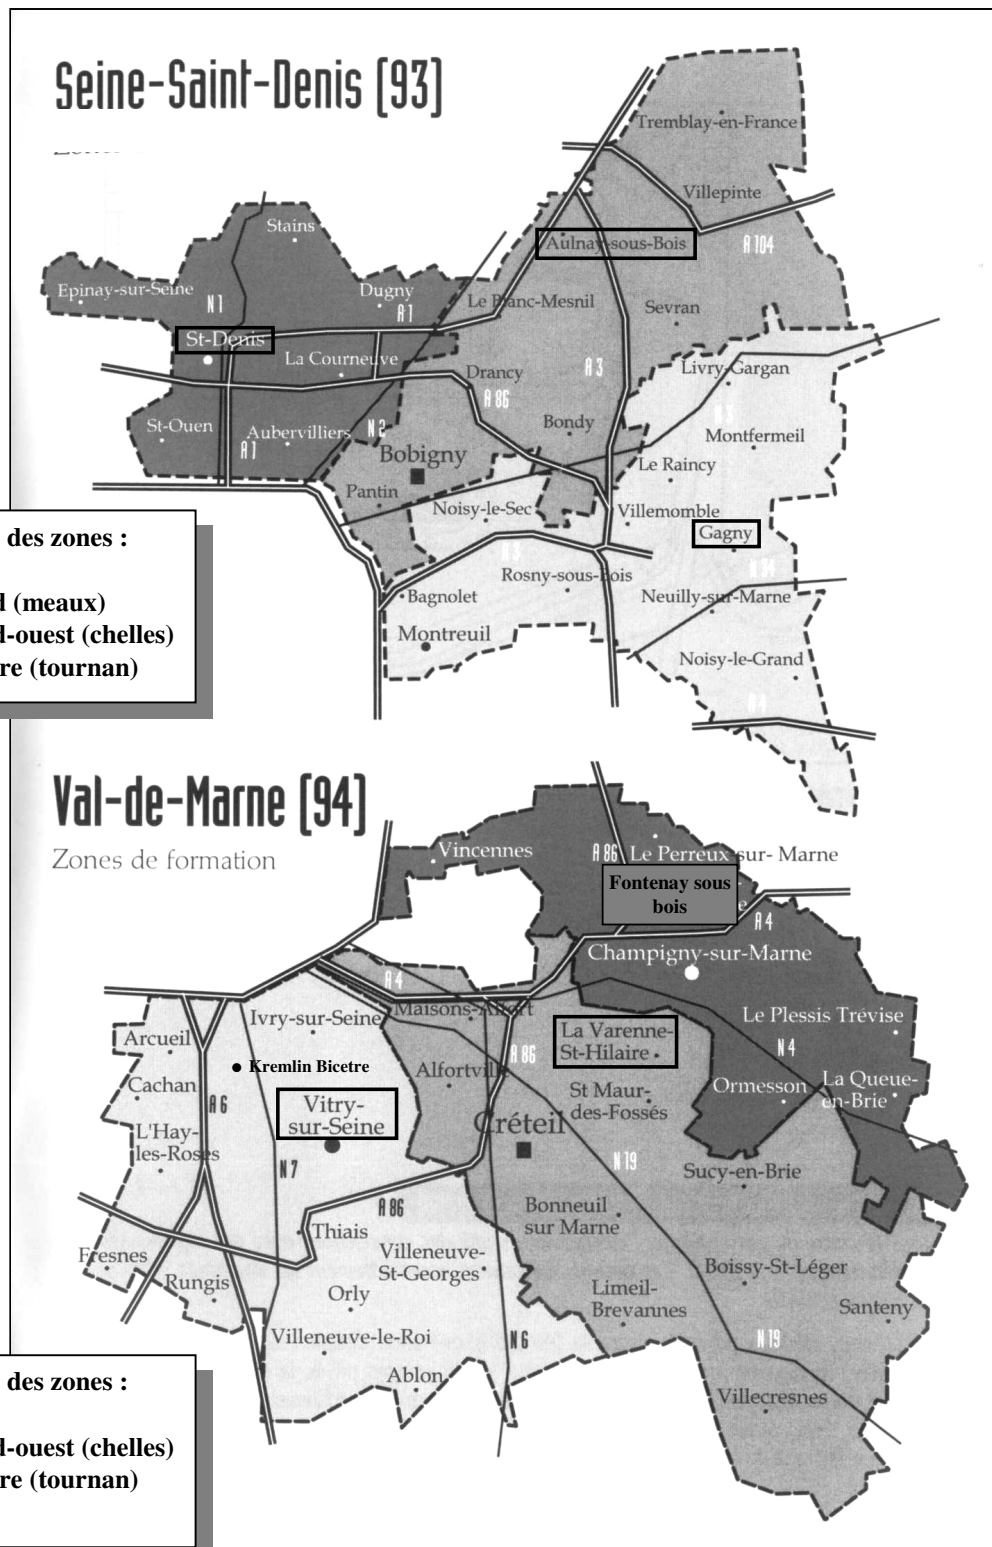 Seine-Saint-Denis (93)
Tremblay-en-France
Villepinte
Stains
Aulnay-sous-Bois
A 104
Epinay-sur-Seine
N 1
Dugny
A 1
Le Blanc-Mesnil
Sevran
St-Denis
La Courneuve
Drancy
A 3
Livry-Gargan
A 86
N 3
St-Ouen
Aubervilliers
N 2
Bondy
Montfermeil
A 1
Bobigny
Le Raincy
Pantin
Noisy-le-Sec
Villemomble
Gagny
des zones :
N 34
Rosny-sous-Bois
(meaux)
Bagnolet
Neuilly-sur-Marne
d-ouest (chelles)
Montreuil
re (tournan)
Noisy-le-Grand
A 4
Val-de-Marne (94)
Zones de formation
Vincennes
A 86
Le Perreux sur- Marne
Fontenay sous
bois
A 4
Champigny-sur-Marne
A 4
Maisons-Alfort
Ivry-sur-Seine
Le Plessis Trévise
Arcueil
La Varenne-
St-Hilaire
A 86
N 4
Kremlin Bicetre
Alfortville
Cachan
A 6
St Maur-
des-Fossés
Ormesson
La Queue-
en-Brie
Vitry-
sur-Seine
Créteil
L'Hay-
les-Roses
N 7
N 19
Sucy-en-Brie
A 86
Bonneuil
sur Marne
Thiais
Fresnes
Villeneuve-
St-Georges
Boissy-St-Léger
Rungis
Orly
Limeil-
Brevannes
Santeny
Villeneuve-le-Roi
N 6
N 19
des zones :
Ablon
Villecresnes
d-ouest (chelles)
re (tournan)